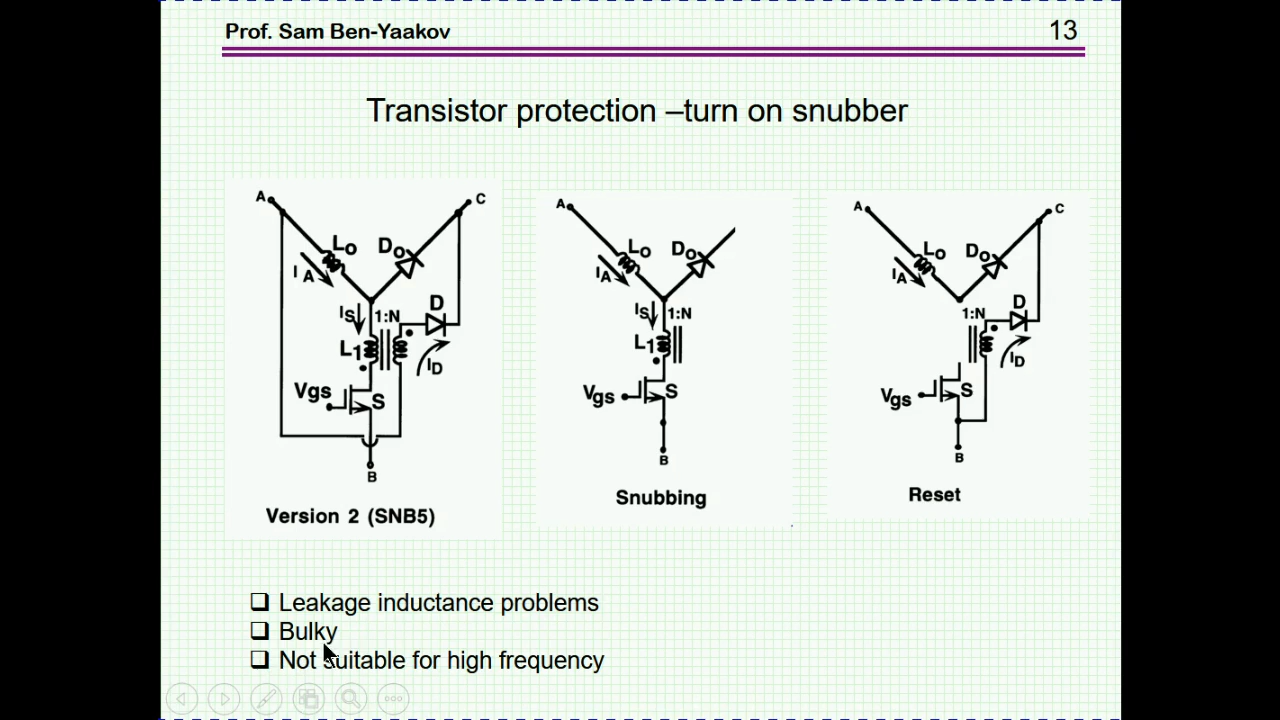 Prof. Sam Ben-Yaakov 13
Transistor protection –turn on snubber
A C
Lo Do
IA
IS 1:N D
L1 ID
Vgs S
B
Version 2 (SNB5)
A
Lo Do
IA
IS 1:N
L1
Vgs S
B
Snubbing
A C
Lo Do
IA
1:N D
ID
Vgs S
B
Reset
❑ Leakage inductance problems
❑ Bulky
❑ Not suitable for high frequency